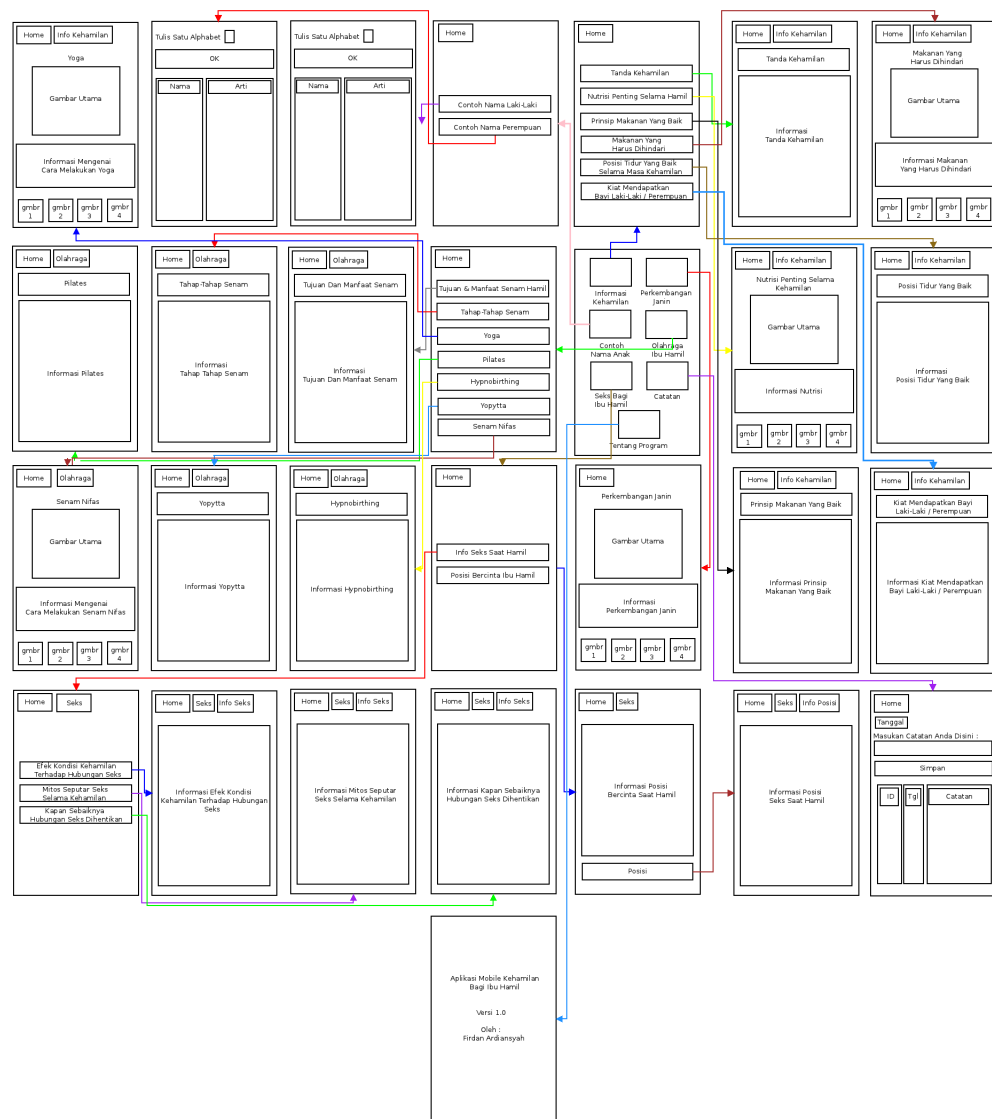 Home
Info Kehamilan
Yoga
Gambar Utama
Informasi Mengenai
Cara Melakukan Yoga
gmbr
1
gmbr
2
gmbr
3
gmbr
4
Tulis Satu Alphabet
OK
Nama
Arti
Tulis Satu Alphabet
OK
Nama
Arti
Home
Contoh Nama Laki-Laki
Contoh Nama Perempuan
Home
Tanda Kehamilan
Nutrisi Penting Selama Hamil
Prinsip Makanan Yang Baik
Makanan Yang
Harus Dihindari
Posisi Tidur Yang Baik
Selama Masa Kehamilan
Kiat Mendapatkan
Bayi Laki-Laki / Perempuan
Home
Info Kehamilan
Tanda Kehamilan
Informasi
Tanda Kehamilan
Home
Info Kehamilan
Makanan Yang
Harus Dihindari
Gambar Utama
Informasi Makanan
Yang Harus Dihindari
gmbr
1
gmbr
2
gmbr
3
gmbr
4
Home
Olahraga
Pilates
Informasi Pilates
Home
Olahraga
Tahap-Tahap Senam
Informasi
Tahap Tahap Senam
Home
Olahraga
Tujuan Dan Manfaat Senam
Informasi
Tujuan Dan Manfaat Senam
Home
Tujuan & Manfaat Senam Hamil
Tahap-Tahap Senam
Yoga
Pilates
Hypnobirthing
Yopytta
Senam Nifas
Informasi
Kehamilan
Perkembangan
Janin
Contoh
Nama Anak
Olahraga
Ibu Hamil
Seks Bagi
Ibu Hamil
Catatan
Tentang Program
Home
Info Kehamilan
Nutrisi Penting Selama
Kehamilan
Gambar Utama
Informasi Nutrisi
gmbr
1
gmbr
2
gmbr
3
gmbr
4
Home
Info Kehamilan
Posisi Tidur Yang Baik
Informasi
Posisi Tidur Yang Baik
Home
Olahraga
Senam Nifas
Gambar Utama
Informasi Mengenai
Cara Melakukan Senam Nifas
gmbr
1
gmbr
2
gmbr
3
gmbr
4
Home
Olahraga
Yopytta
Informasi Yopytta
Home
Olahraga
Hypnobirthing
Informasi Hypnobirthing
Home
Info Seks Saat Hamil
Posisi Bercinta Ibu Hamil
Home
Perkembangan Janin
Gambar Utama
Informasi
Perkembangan Janin
gmbr
1
gmbr
2
gmbr
3
gmbr
4
Home
Info Kehamilan
Prinsip Makanan Yang Baik
Informasi Prinsip
Makanan Yang Baik
Home
Info Kehamilan
Kiat Mendapatkan Bayi
Laki-Laki / Perempuan
Informasi Kiat Mendapatkan
Bayi Laki-Laki / Perempuan
Home
Seks
Efek Kondisi Kehamilan
Terhadap Hubungan Seks
Mitos Seputar Seks
Selama Kehamilan
Kapan Sebaiknya
Hubungan Seks Dihentikan
Home
Seks
Info Seks
Informasi Efek Kondisi
Kehamilan Terhadap Hubungan
Seks
Home
Seks
Info Seks
Informasi Mitos Seputar
Seks Selama Kehamilan
Home
Seks
Info Seks
Informasi Kapan Sebaiknya
Hubungan Seks Dihentikan
Home
Seks
Informasi Posisi
Bercinta Saat Hamil
Posisi
Home
Seks
Info Posisi
Informasi Posisi
Seks Saat Hamil
Home
Tanggal
Masukan Catatan Anda Disini :
Simpan
ID
Tgl
Catatan
Aplikasi Mobile Kehamilan
Bagi Ibu Hamil
Versi 1.0
Oleh :
Firdan Ardiansyah